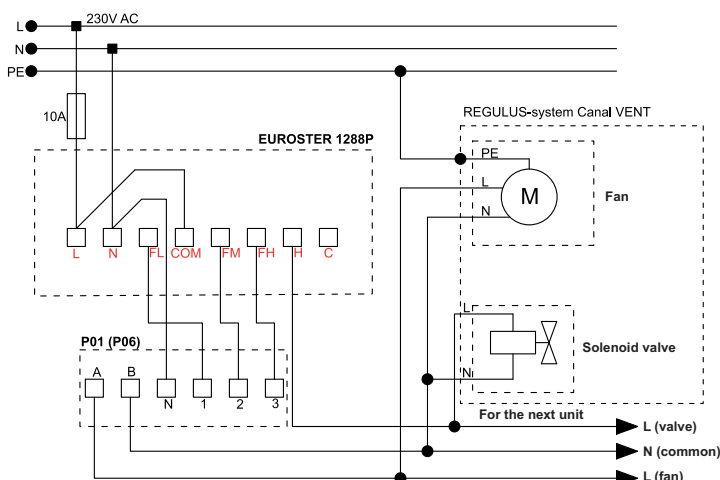 L
230V AC
N
PE
10A
REGULUS-system Canal VENT
EUROSTER 1288P
PE
L
M
Fan
N
L N FL COM FM FH H C
L
Solenoid valve
P01 (P06)
N
A B N 1 2 3
For the next unit
L (valve)
N (common)
L (fan)